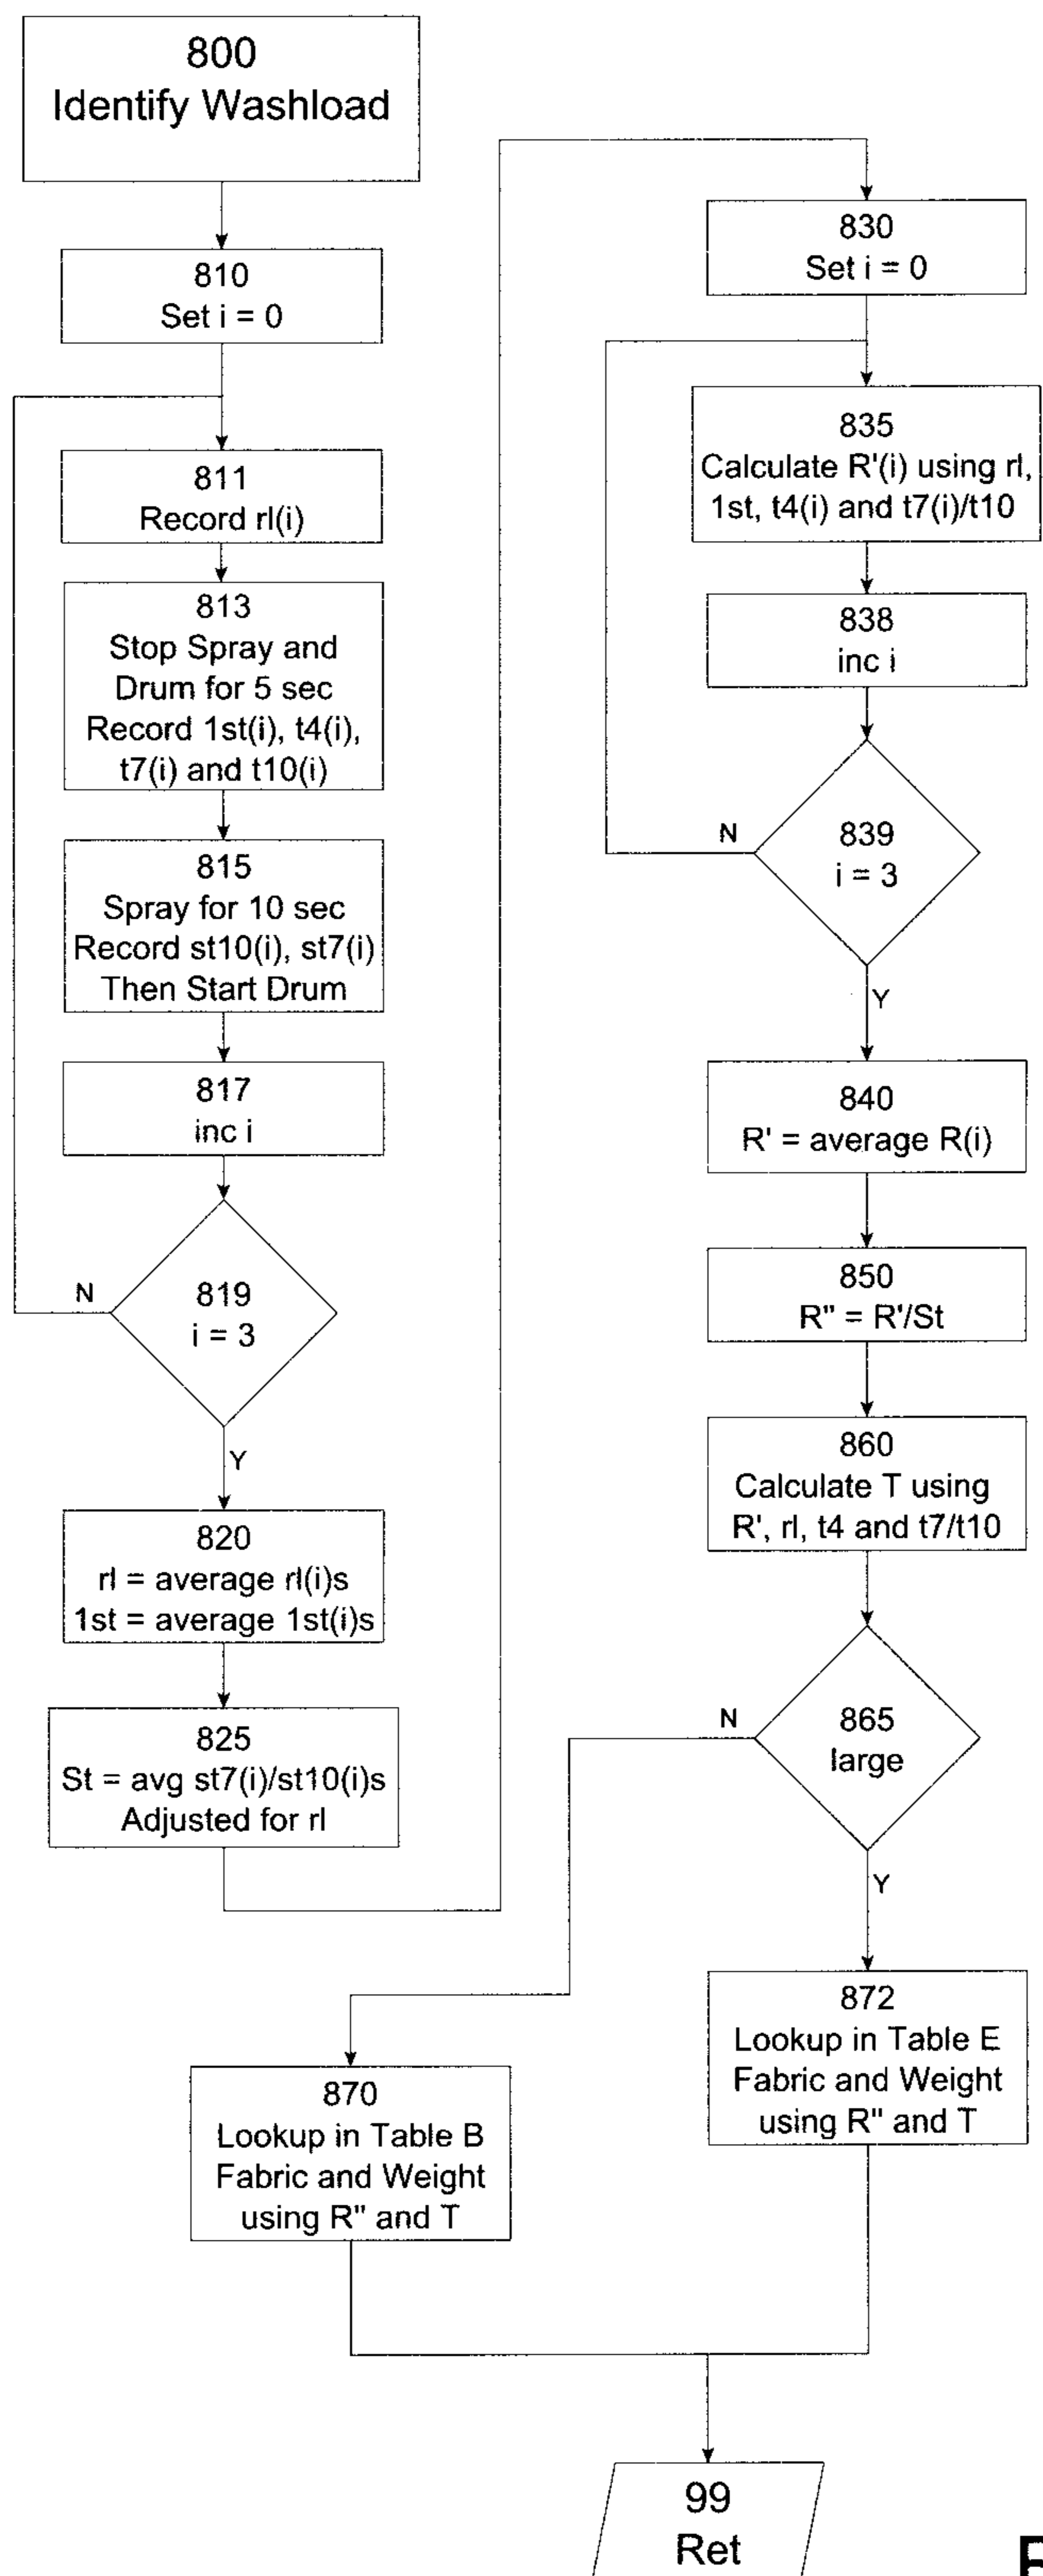 800
Identify Washload
810
Set i = 0
811
Record rl(i)
813
Stop Spray and
Drum for 5 sec
Record 1st(i), t4(i),
t7(i) and t10(i)
815
Spray for 10 sec
Record st10(i), st7(i)
Then Start Drum
817
inc i
N
819
i = 3
Y
820
rl = average rl(i)s
1st = average 1st(i)s
825
St = avg st7(i)/st10(i)s
Adjusted for rl
830
Set i = 0
835
Calculate R'(i) using rl,
1st, t4(i) and t7(i)/t10
838
inc i
N
839
i = 3
Y
840
R' = average R(i)
850
R" = R'/St
860
Calculate T using
R', rl, t4 and t7/t10
N
865
large
Y
870
Lookup in Table B
Fabric and Weight
using R" and T
872
Lookup in Table E
Fabric and Weight
using R" and T
99
Ret